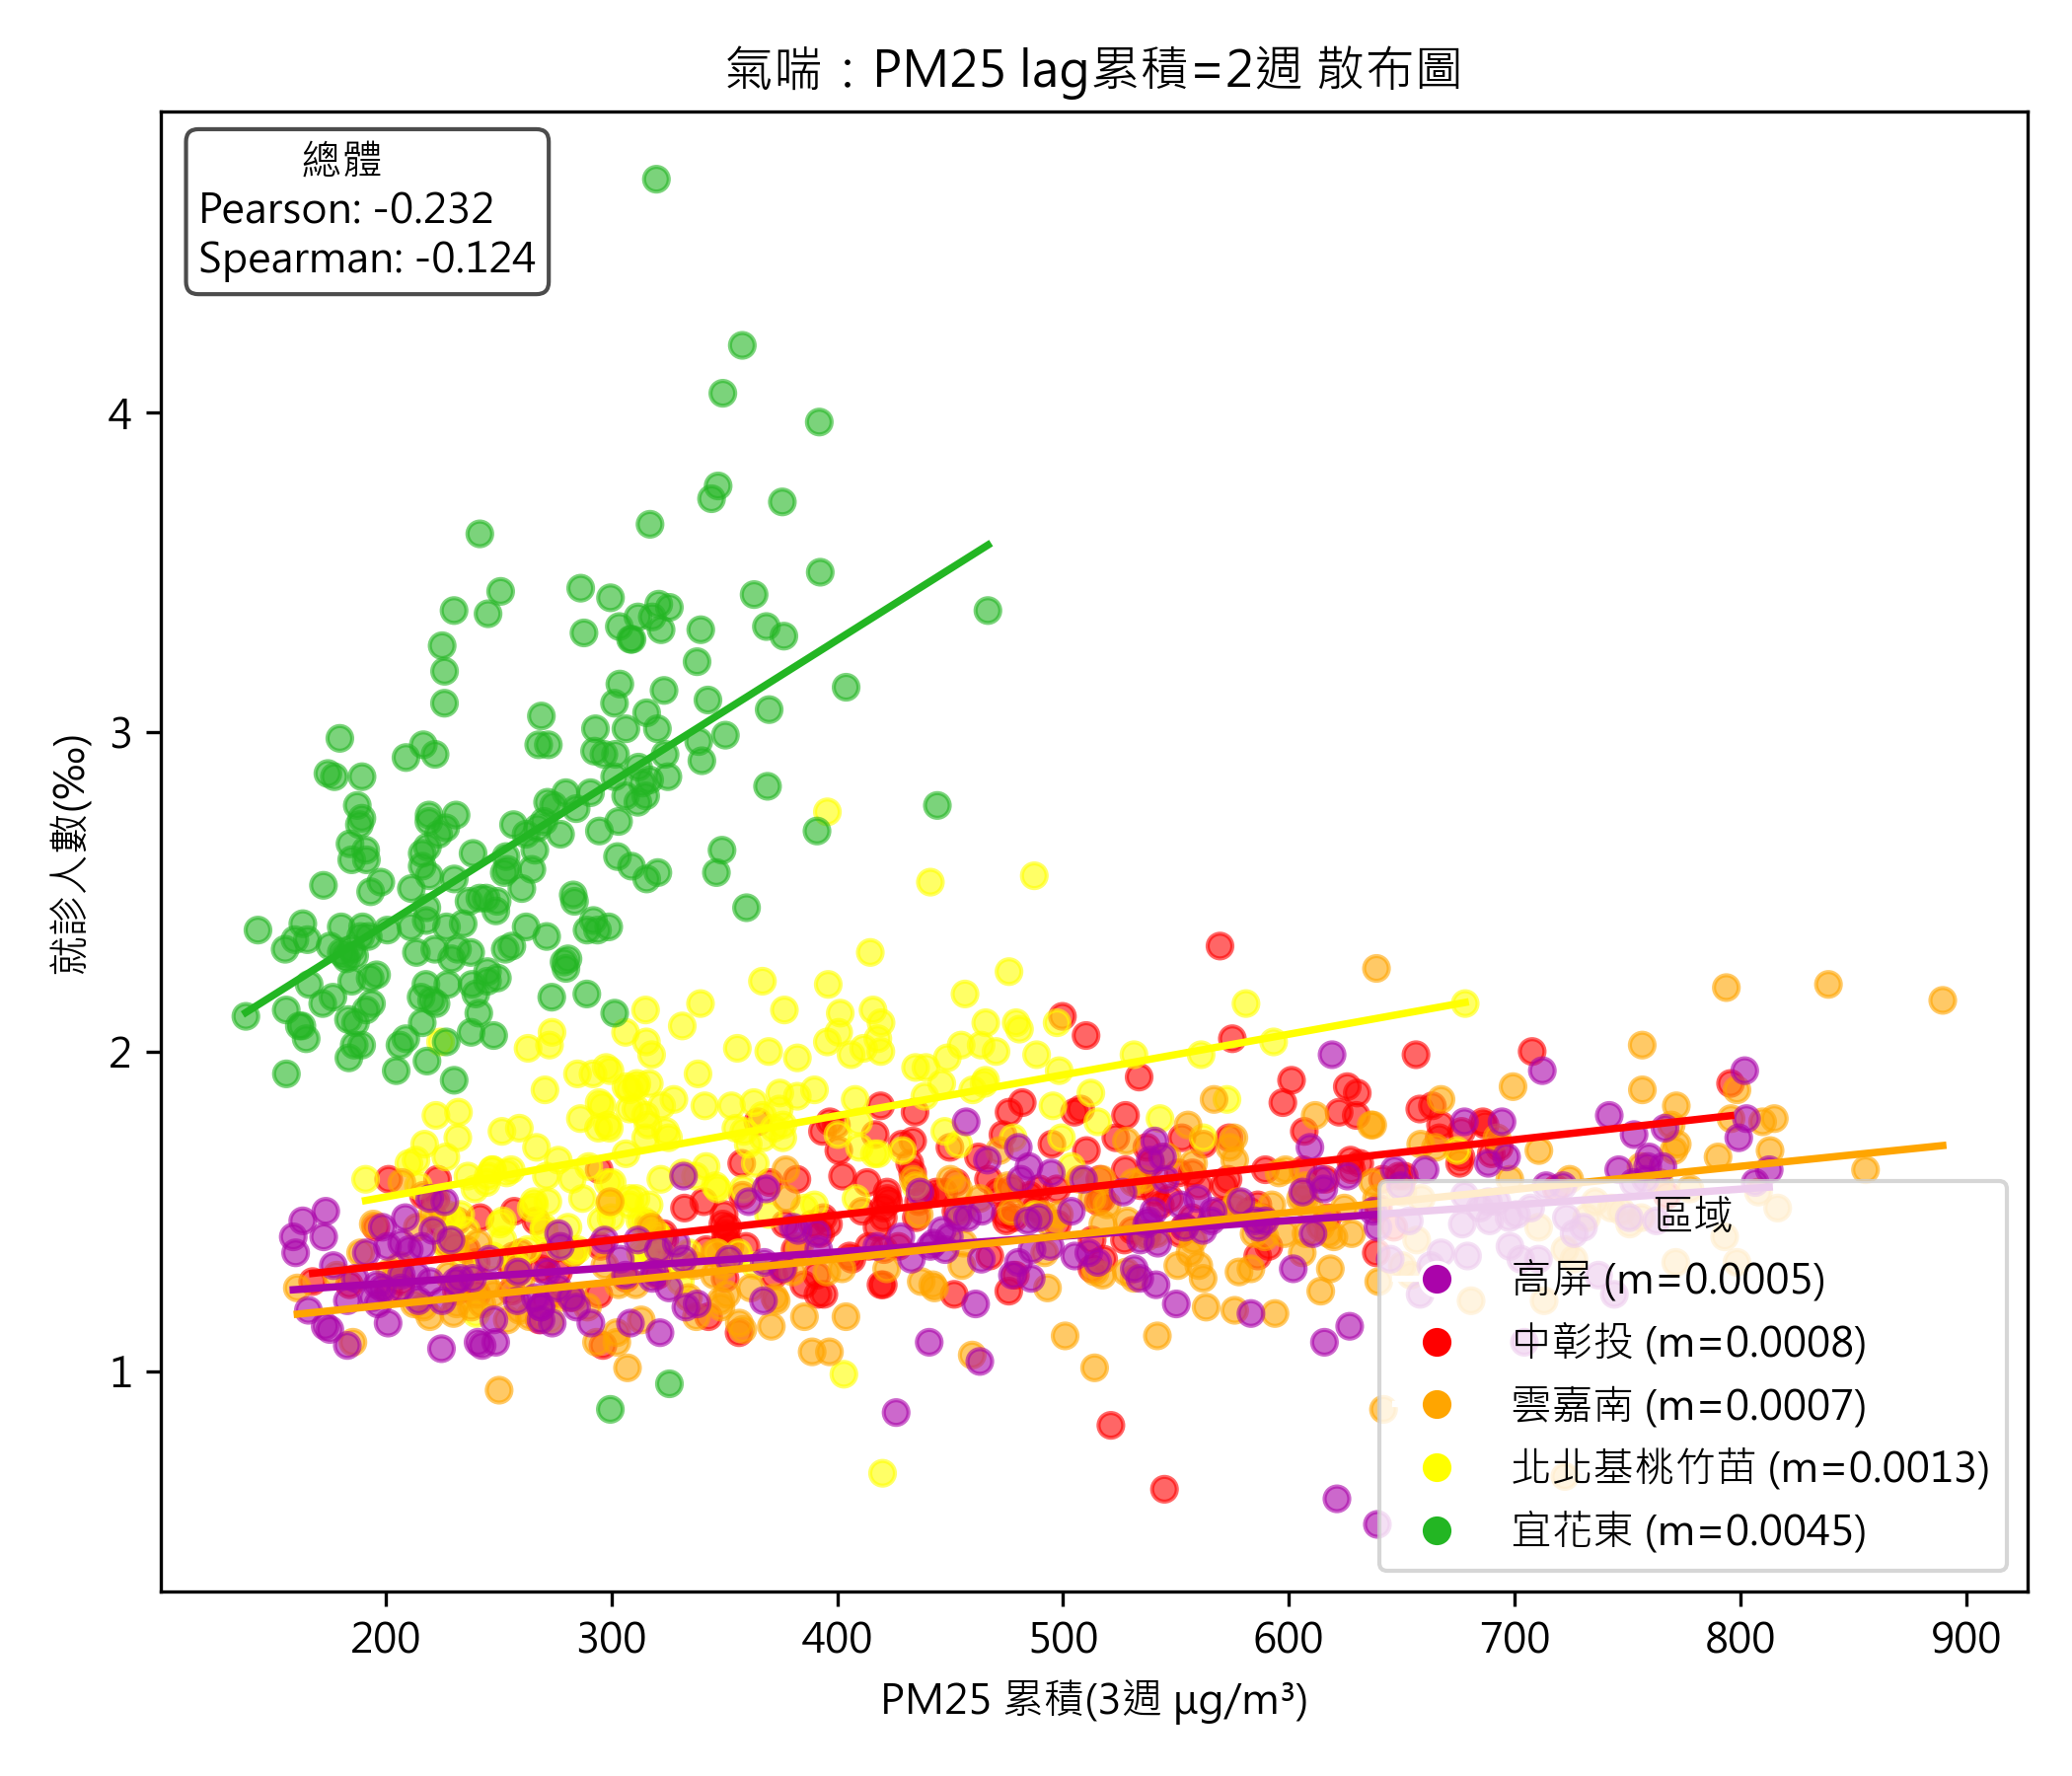 氣喘：PM25 lag累積=2週 散布圖
總體
Pearson: -0.232
Spearman: -0.124
就診人數(‰)
4
3
2
1
區域
高屏 (m=0.0005)
中彰投 (m=0.0008)
雲嘉南 (m=0.0007)
北北基桃竹苗 (m=0.0013)
宜花東 (m=0.0045)
200 300 400 500 600 700 800 900
PM25 累積(3週 μg/m³)